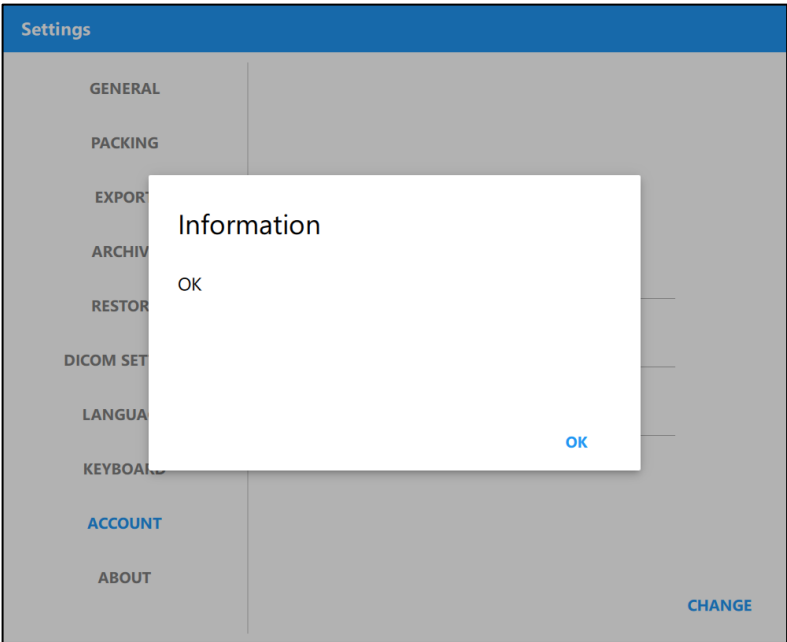 Settings
GENERAL
PACKING
EXPORT
ARCHIV
RESTOR
DICOM SET
LANGUA
KEYBOARD
ACCOUNT
ABOUT
Information
OK
OK
CHANGE